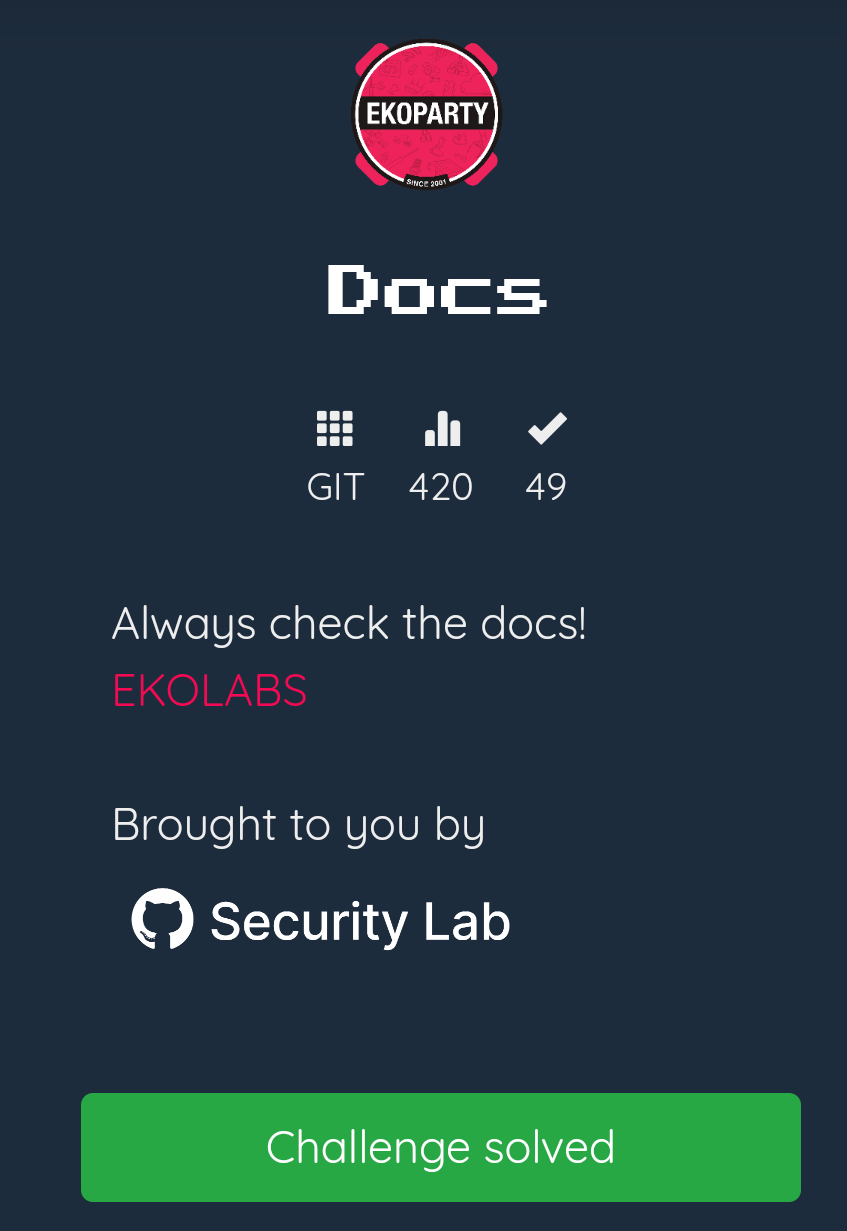 EKOPARTY
SINCE 2001
Docs
GIT 420 49
Always check the docs!
EKOLABS
Brought to you by
Security Lab
Challenge solved